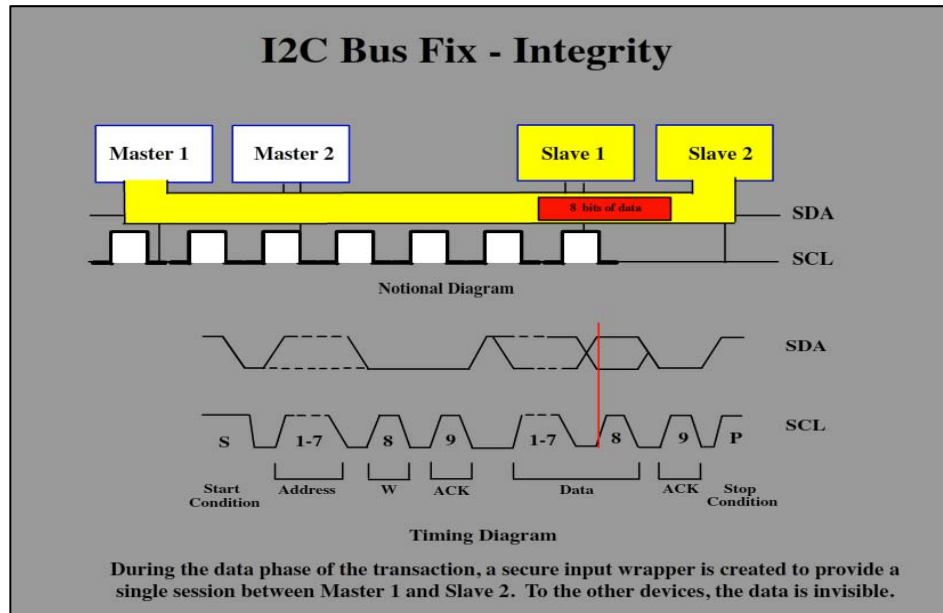 I2C Bus Fix - Integrity
Master 1 Master 2 Slave 1 Slave 2
8 bits of data
SDA
SCL
Notional Diagram
SDA
SCL
S 1-7 8 9 1-7 8 9 P
Start Condition Address W ACK Data ACK Stop Condition
Timing Diagram
During the data phase of the transaction, a secure input wrapper is created to provide a
single session between Master 1 and Slave 2. To the other devices, the data is invisible.